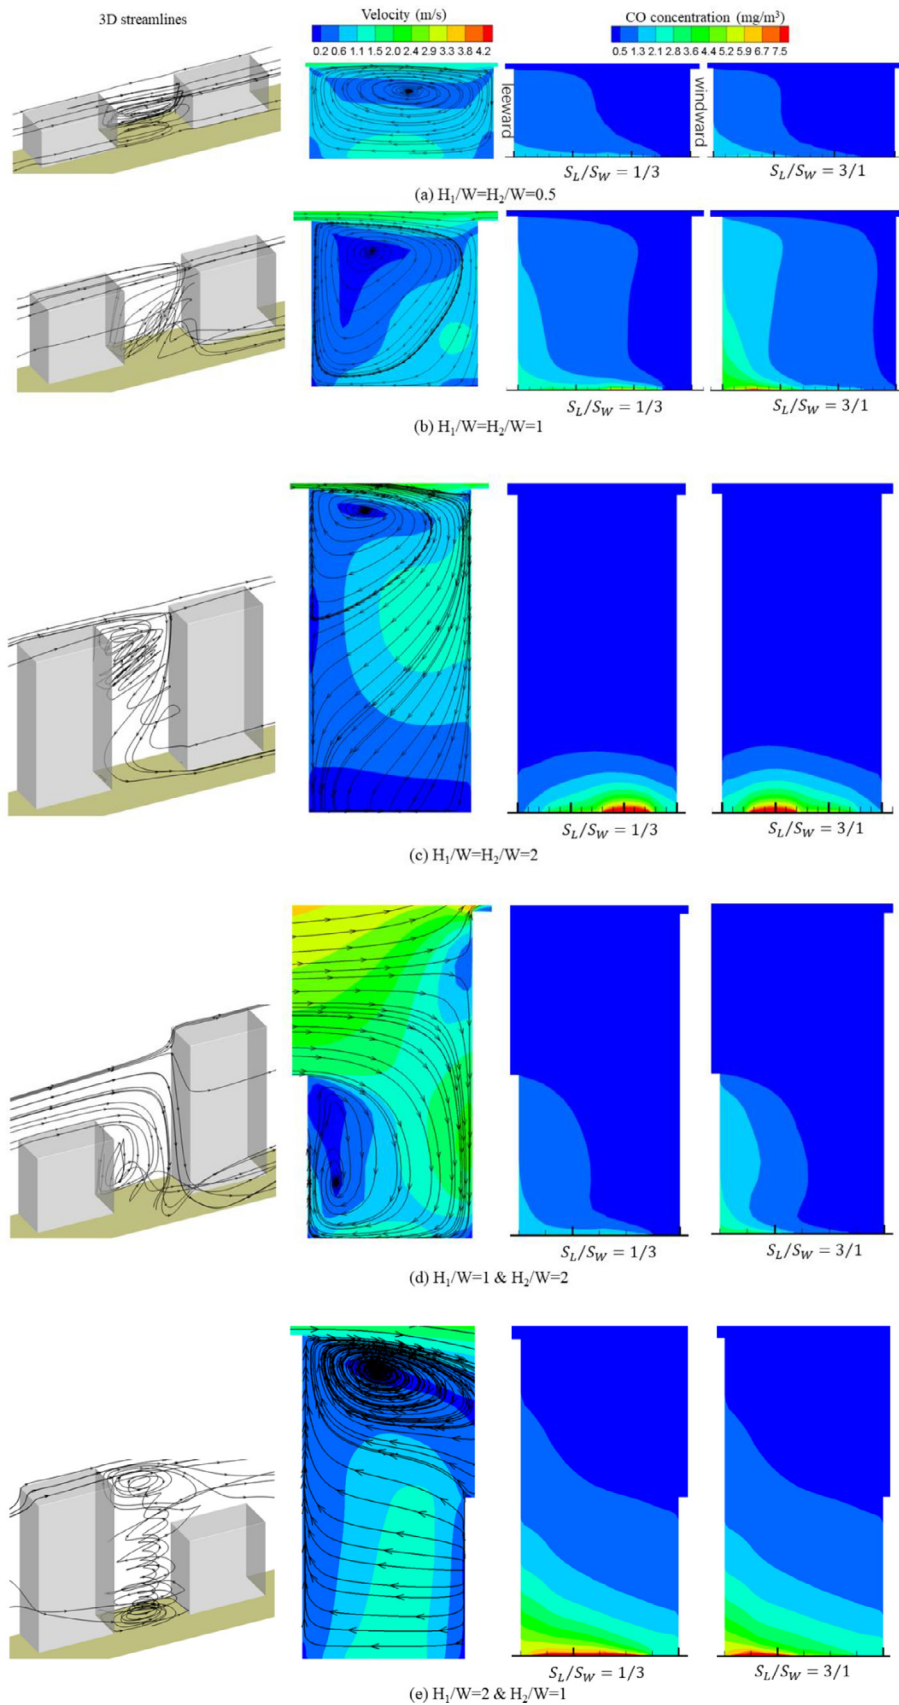 3D streamlines
Velocity (m/s)
CO concentration (mg/m³)
0.2 0.6 1.1 1.5 2.0 2.4 2.9 3.3 3.8 4.2
0.5 1.3 2.1 2.8 3.6 4.4 5.2 5.9 6.7 7.5
leeward
windward
S_L/S_W = 1/3
S_L/S_W = 3/1
(a) H₁/W=H₂/W=0.5
S_L/S_W = 1/3
S_L/S_W = 3/1
(b) H₁/W=H₂/W=1
S_L/S_W = 1/3
S_L/S_W = 3/1
(c) H₁/W=H₂/W=2
S_L/S_W = 1/3
S_L/S_W = 3/1
(d) H₁/W=1 & H₂/W=2
S_L/S_W = 1/3
S_L/S_W = 3/1
(e) H₁/W=2 & H₂/W=1